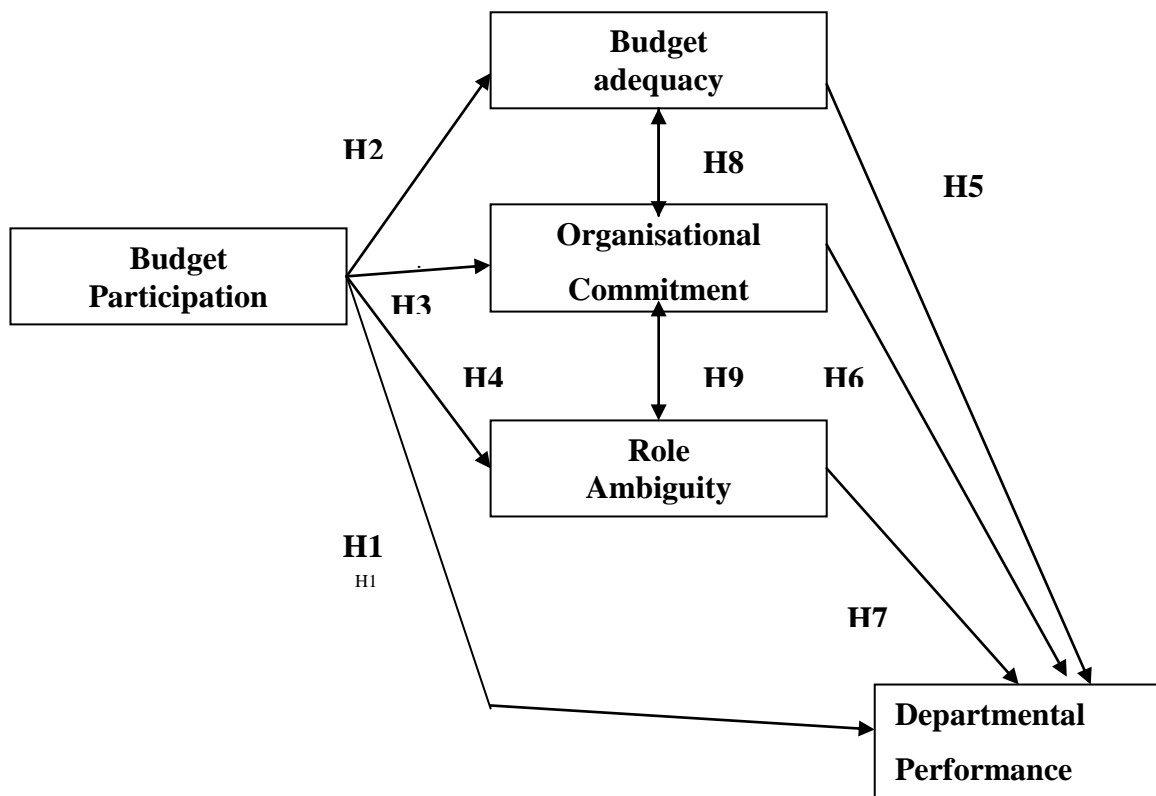 Budget
adequacy
H2
H8
H5
Budget
Participation
Organisational
Commitment
H3
H4
H9
H6
Role
Ambiguity
H1
H1
H7
Departmental
Performance